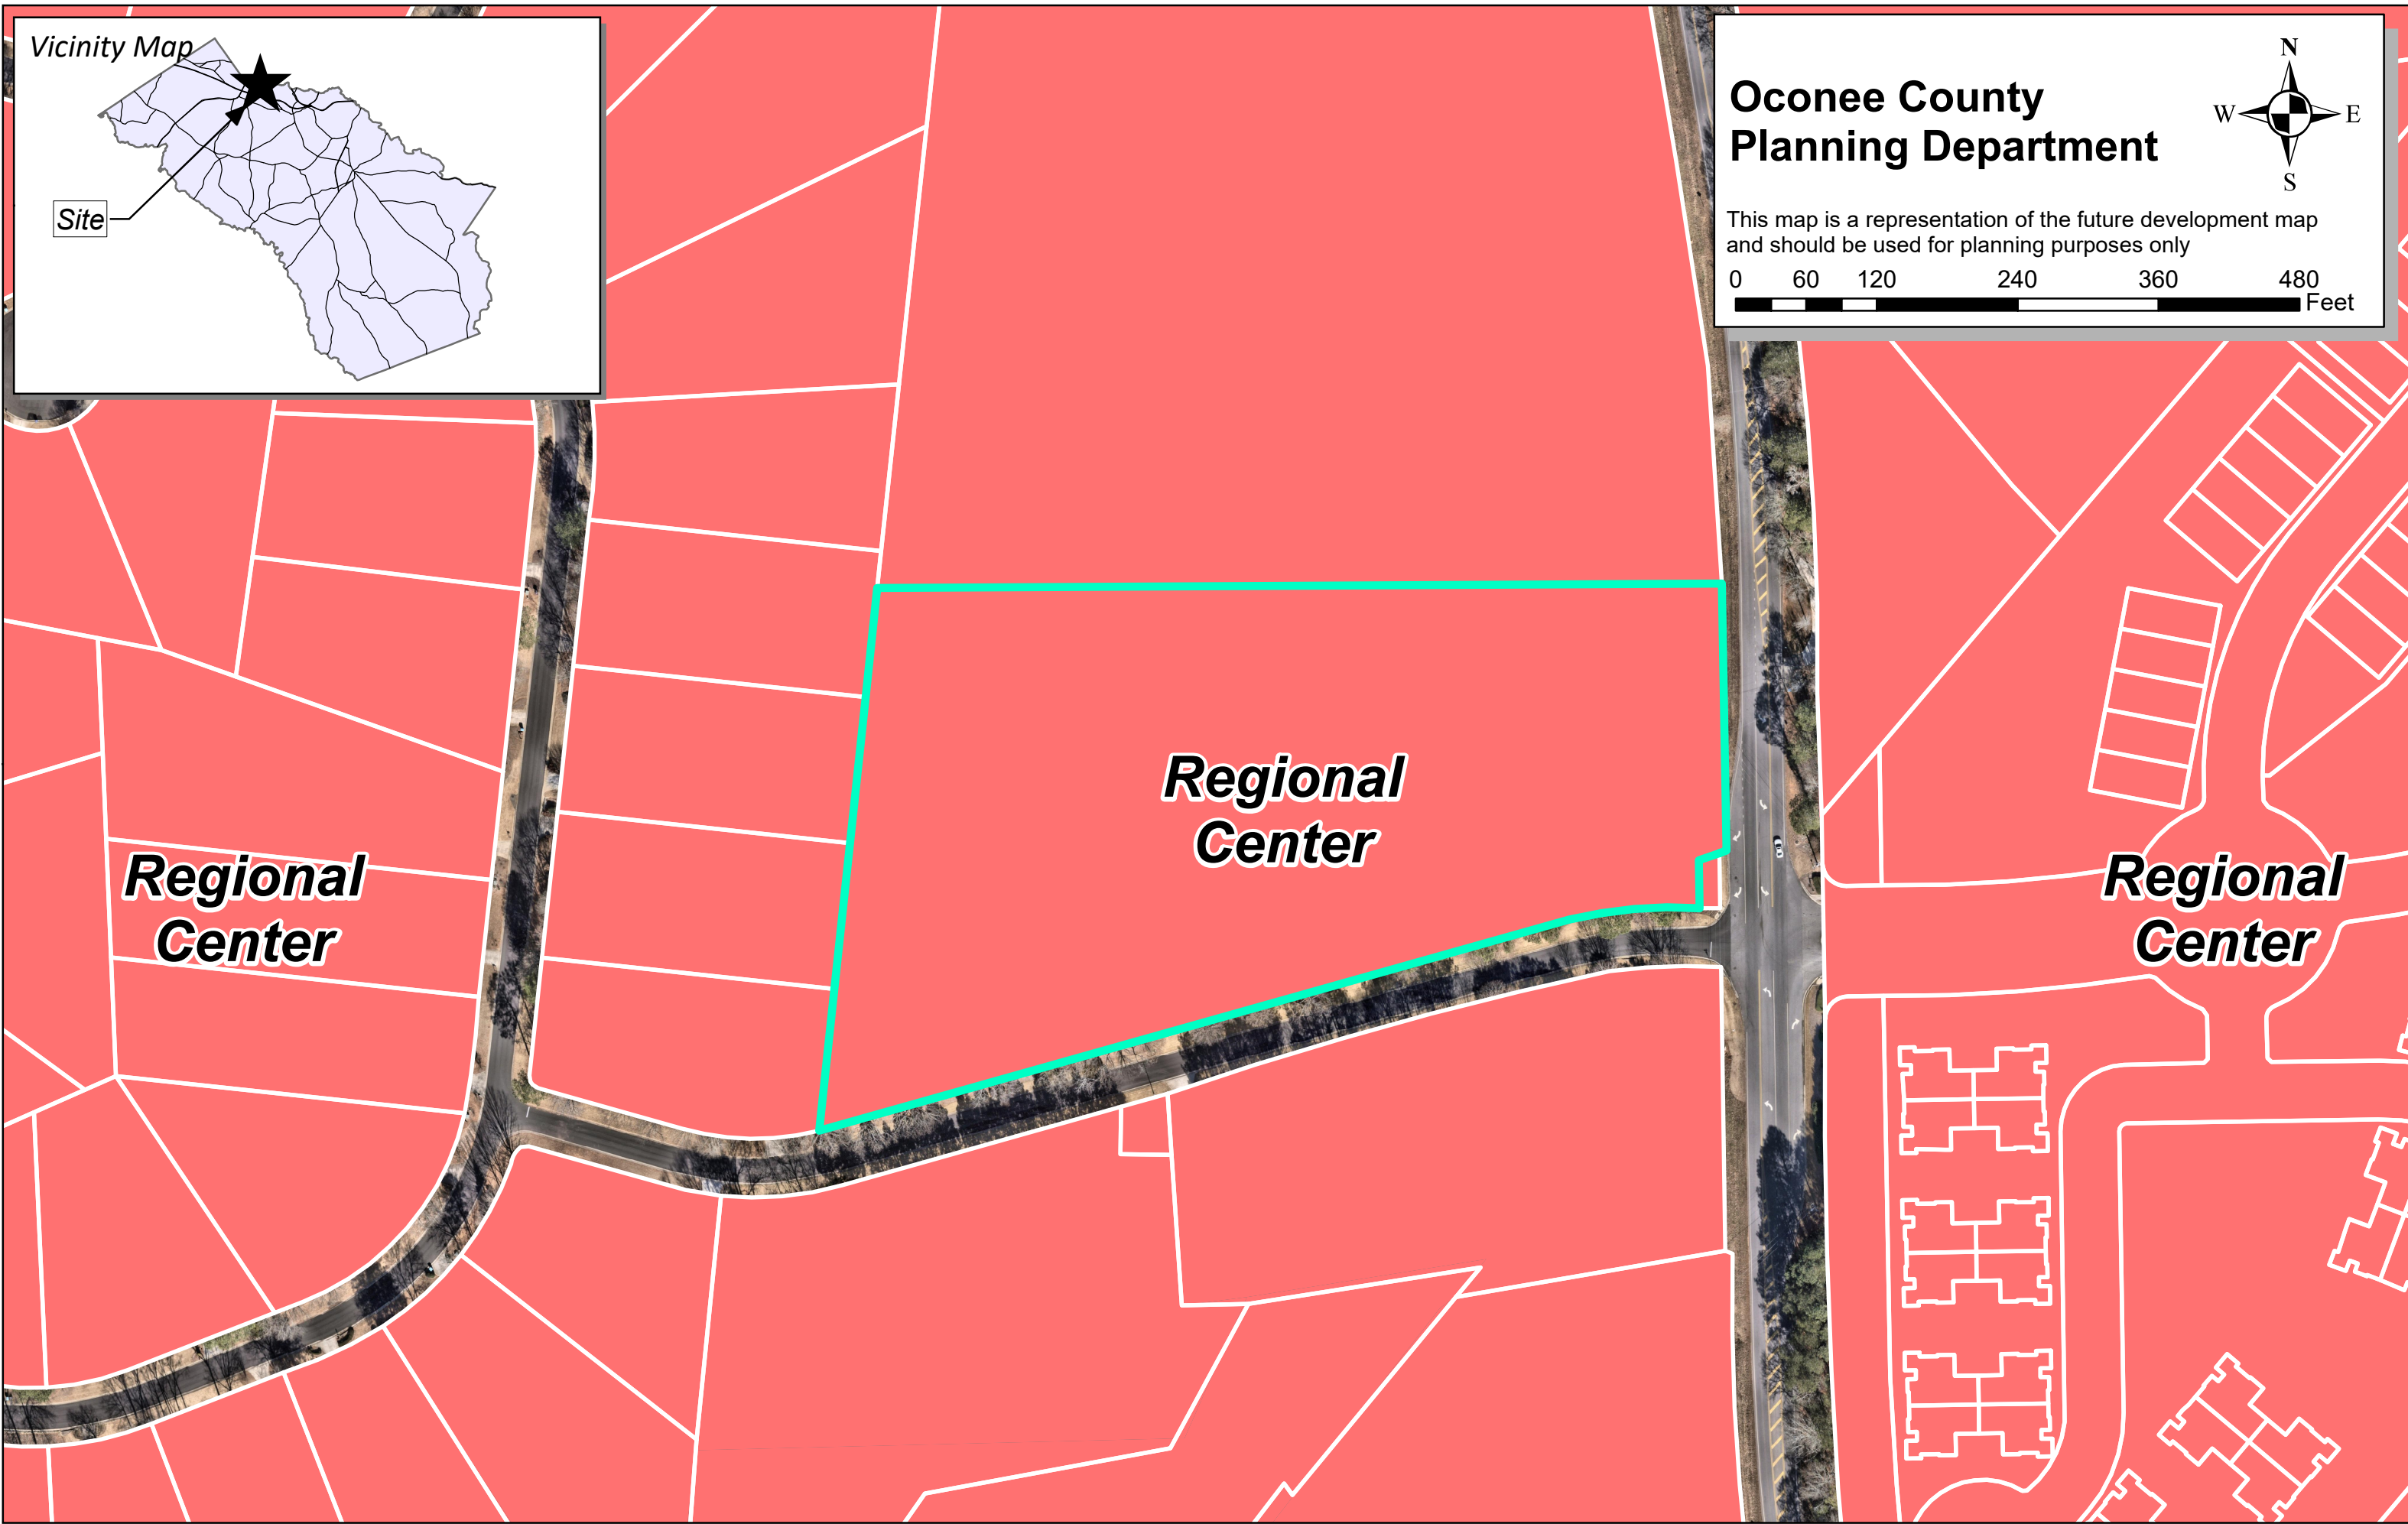 Vicinity Map
Site
Oconee County
Planning Department
N
W
E
S
This map is a representation of the future development map
and should be used for planning purposes only
0 60 120 240 360 480
Feet
Regional
Center
Regional
Center
Regional
Center